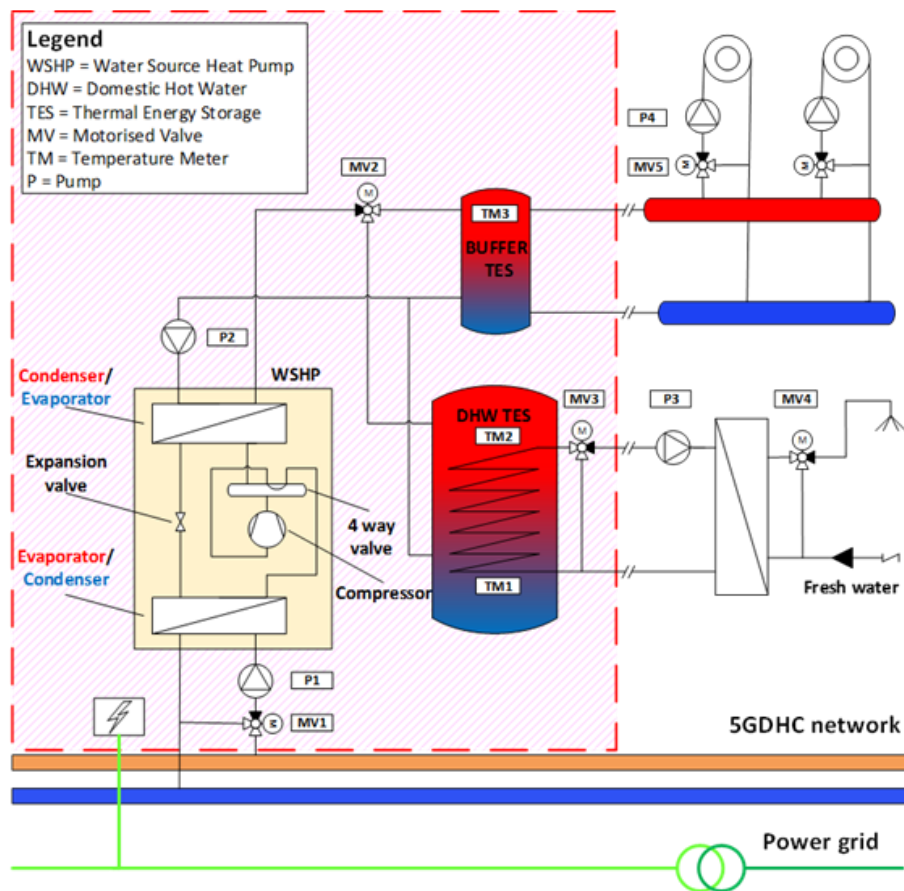 Legend
WSHP = Water Source Heat Pump
DHW = Domestic Hot Water
TES = Thermal Energy Storage
MV = Motorised Valve
TM = Temperature Meter
P = Pump
P4
MV5
M
M
MV2
M
TM3
BUFFER
TES
P2
WSHP
Condenser/
Evaporator
Expansion
valve
4 way
valve
Evaporator/
Condenser
Compressor
DHW TES
TM2
TM1
MV3
M
P3
MV4
M
Fresh water
P1
M
MV1
5GDHC network
Power grid